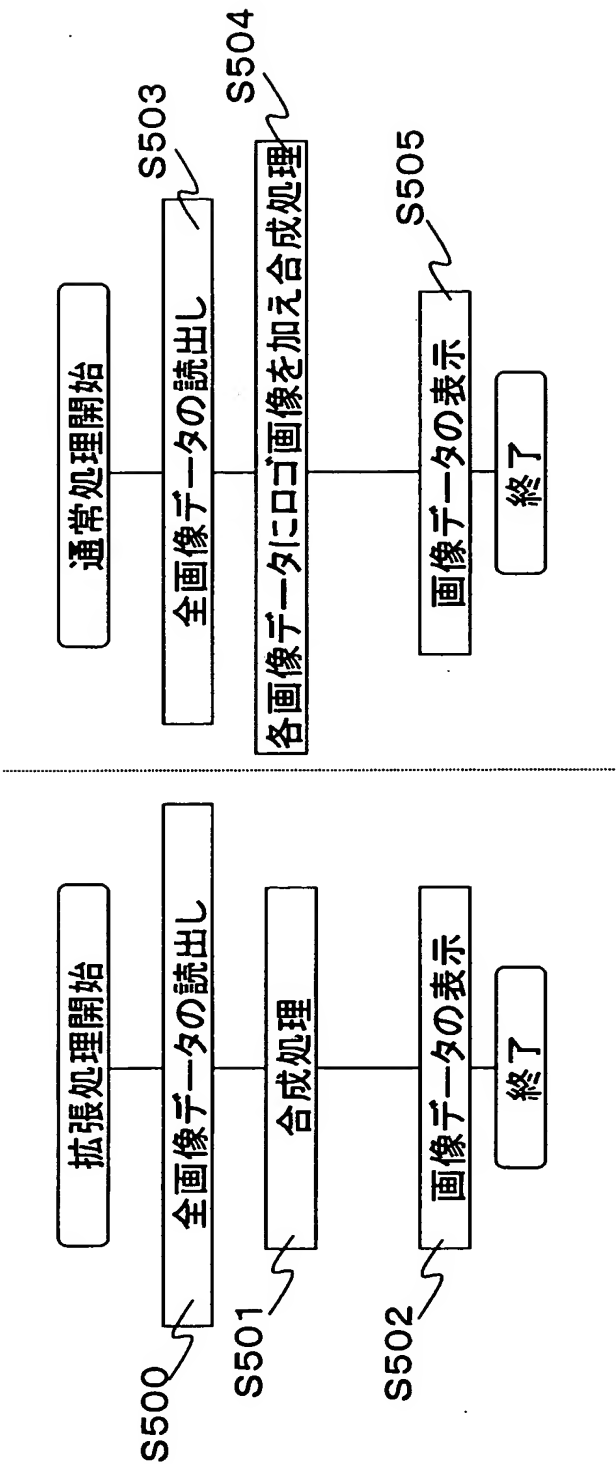 拡張処理開始
S500
全画像データの読出し
S501
合成処理
S502
画像データの表示
終了
通常処理開始
S503
全画像データの読出し
S504
各画像データにロゴ画像を加え合成処理
S505
画像データの表示
終了